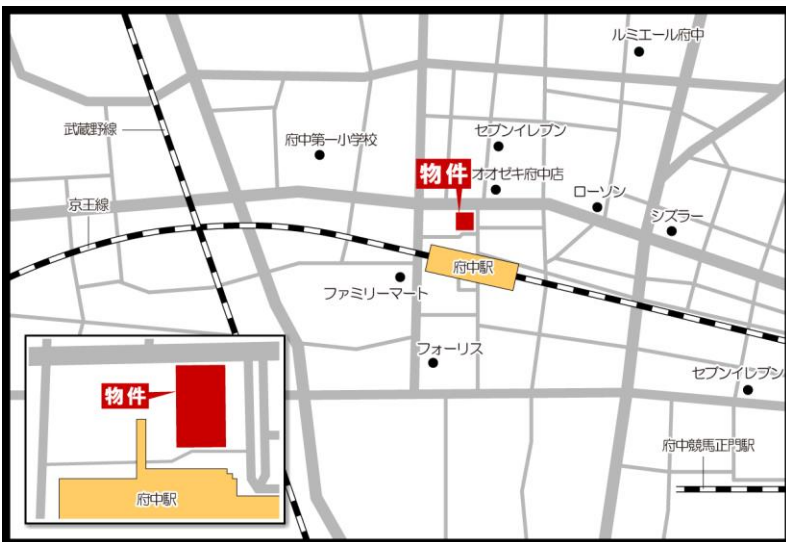 ルミエール府中
武蔵野線
府中第一小学校
セブンイレブン
物件
オオゼキ府中店
ローソン
京王線
シズラー
府中駅
ファミリーマート
フォーリス
セブンイレブン
物件
府中競馬正門駅
府中駅